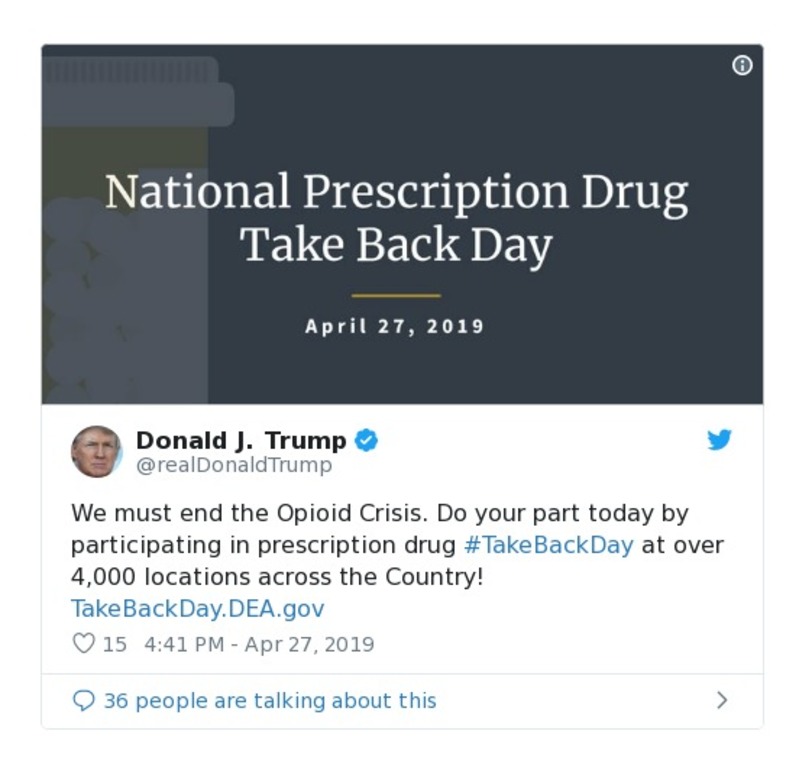 National Prescription Drug
Take Back Day
April 27, 2019
Donald J. Trump
@realDonaldTrump
We must end the Opioid Crisis. Do your part today by
participating in prescription drug #TakeBackDay at over
4,000 locations across the Country!
TakeBackDay.DEA.gov
15 4:41 PM - Apr 27, 2019
36 people are talking about this